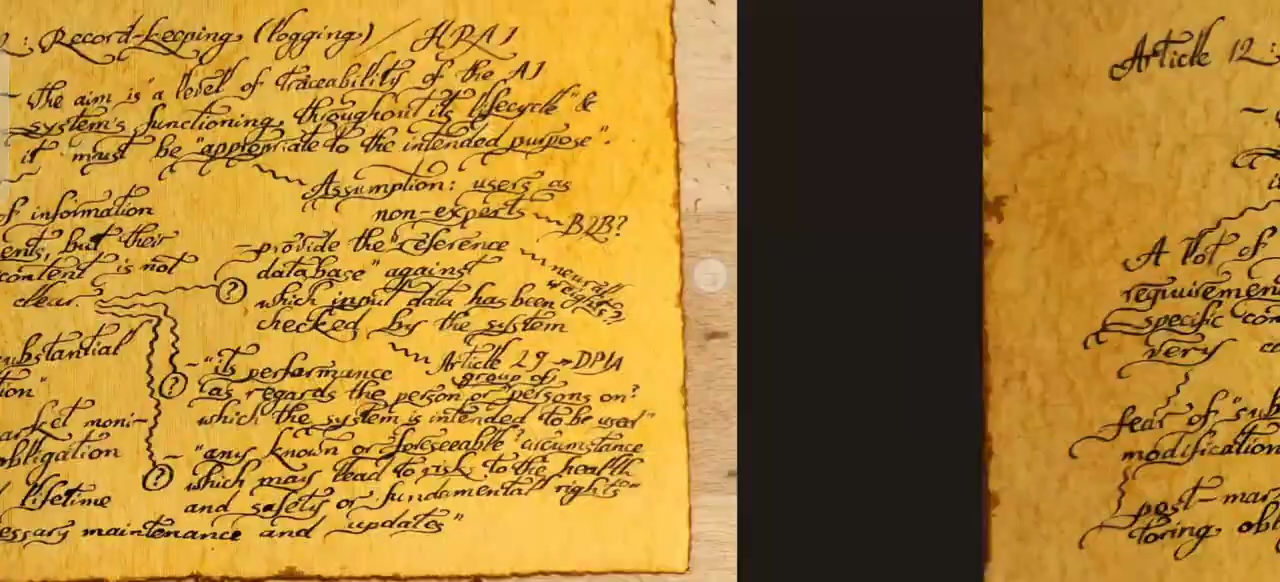 : Record-keeping (logging) / HRAI
- The aim is "a level of traceability of the AI
system's functioning throughout its lifecycle" &
it must be "appropriate to the intended purpose".
Assumption: users as
non-experts
B2B?
of information
ents, but their
content is not
clear
?
- provide the "reference
database" against
which input data has been
checked by the system
neural
weights??
Article 29 → DPIA
ubstantial
ion"
?
- "its performance
group of
as regards the person or persons on?
which the system is intended to be used"
arket moni-
obligation
?
- "any known or foreseeable circumstance
which may lead to risk to the health
and safety or fundamental rights"
lifetime
essary maintenance and updates"
Article 12:
-
i
A lot of
requiremen
specific con
very c
fear of "sub
modification
post-mar
toring obl